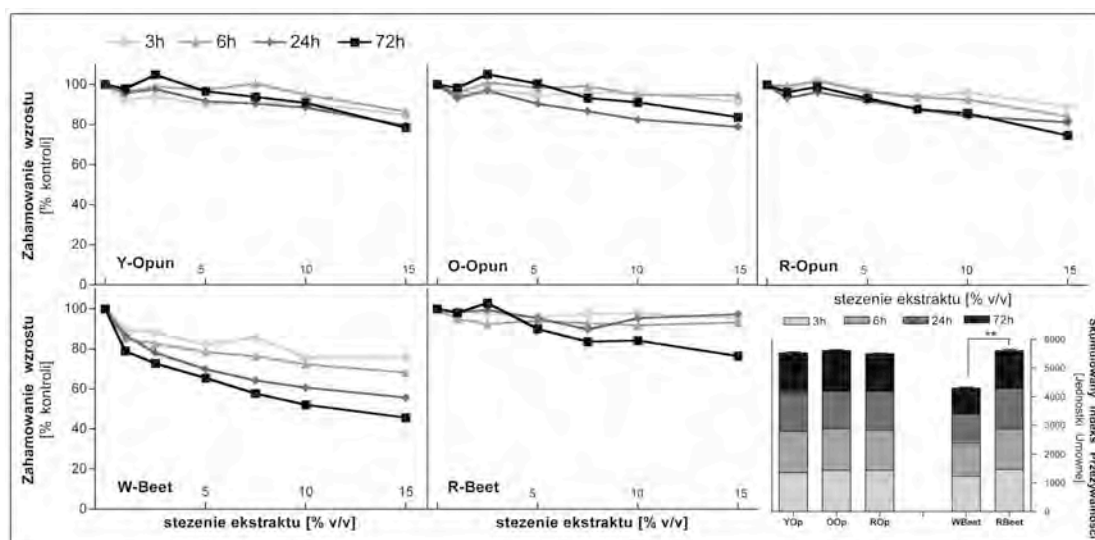 3h 6h 24h 72h
Zahamowanie wzrostu
[% kontroli]
100
80
60
40
20
0
Y-Opun
5
10
15
O-Opun
5
10
15
R-Opun
5
10
15
Zahamowanie wzrostu
[% kontroli]
100
80
60
40
20
0
W-Beet
5
10
15
stezenie ekstraktu [% v/v]
R-Beet
5
10
15
stezenie ekstraktu [% v/v]
stezenie ekstraktu [% v/v]
3h 6h 24h 72h
**
6000
5000
4000
3000
2000
1000
0
YOp OOp ROp WBeet RBeet
Skumulowany Indeks Przezywalnosci
[Jednostki Umowne]